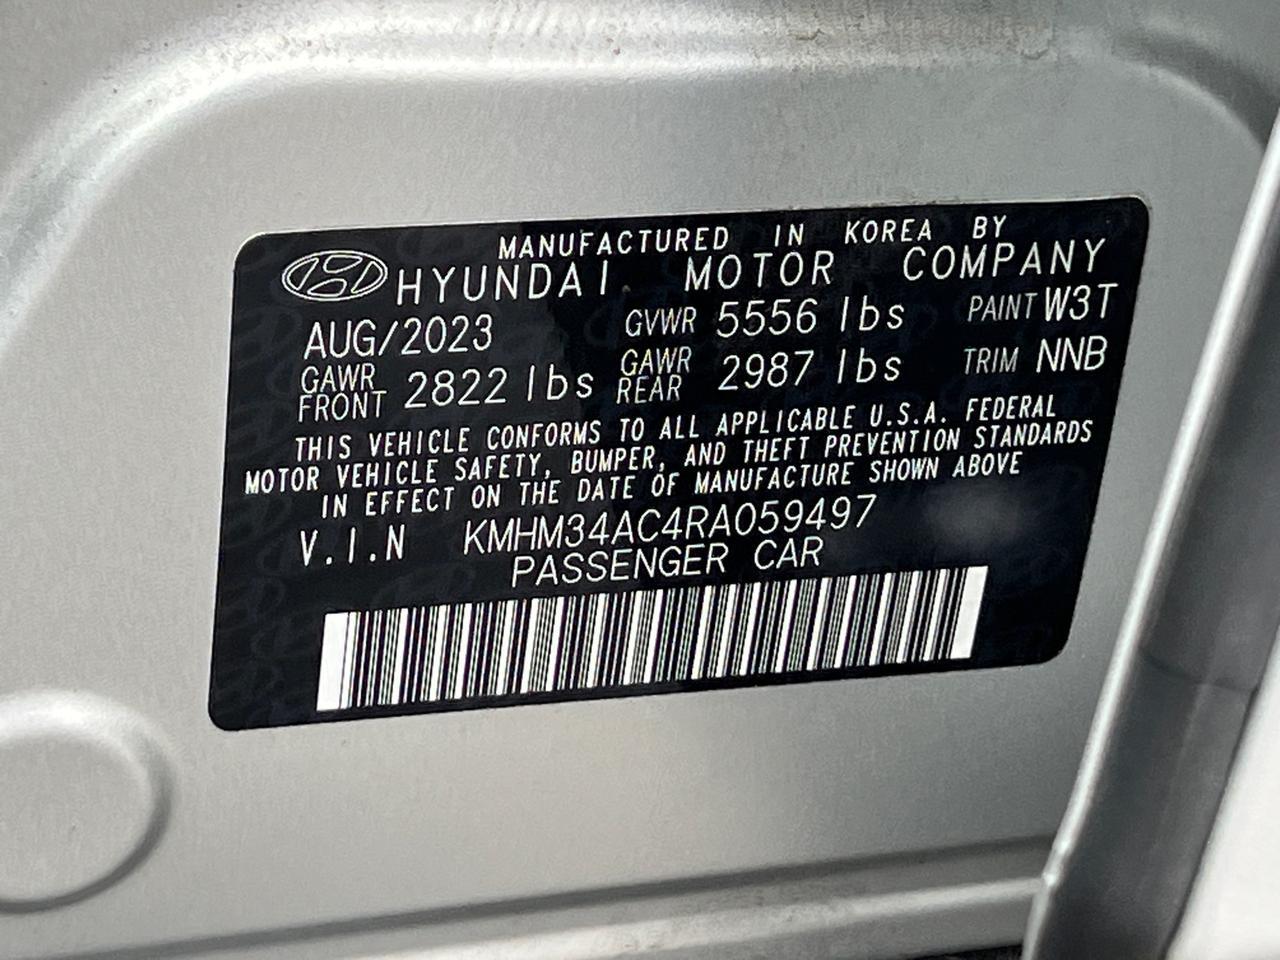 MANUFACTURED IN KOREA BY
HYUNDAI MOTOR COMPANY
AUG/2023 GVWR 5556 lbs PAINT W3T
GAWR FRONT 2822 lbs GAWR REAR 2987 lbs TRIM NNB
THIS VEHICLE CONFORMS TO ALL APPLICABLE U.S.A. FEDERAL
MOTOR VEHICLE SAFETY, BUMPER, AND THEFT PREVENTION STANDARDS
IN EFFECT ON THE DATE OF MANUFACTURE SHOWN ABOVE
V.I.N KMHM34AC4RA059497
PASSENGER CAR